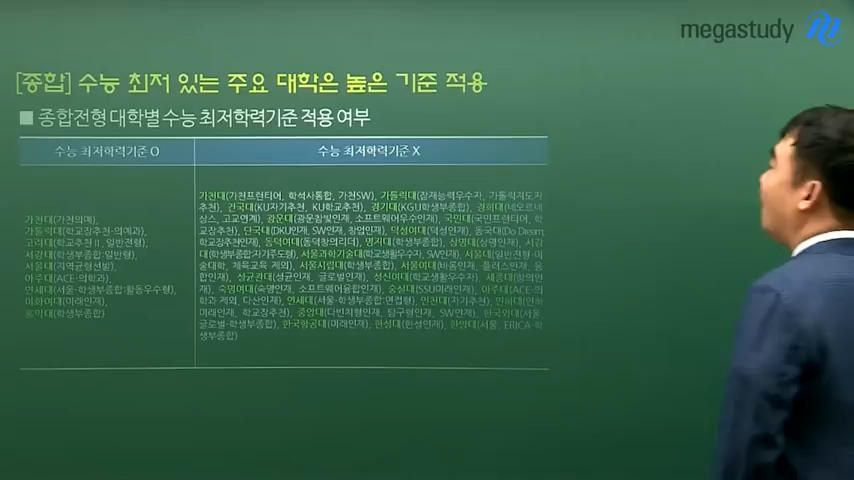 megastudy
[종합] 수능 최저 있는 주요 대학은 높은 기준 적용
■ 종합전형 대학별 수능 최저학력기준 적용 여부
수능 최저학력기준 O
수능 최저학력기준 X
가천대(가천의예),
가톨릭대(학교장추천-의예과),
고려대(학교추천 II, 일반전형),
서강대(학생부종합:일반형),
서울대(지역균형선발),
아주대(ACE-의학과),
연세대(서울-학생부종합:활동우수형),
이화여대(미래인재),
홍익대(학생부종합)
가천대(가천프런티어, 학석사통합, 가천SW), 가톨릭대(잠재능력우수자, 가톨릭지도자
추천), 건국대(KU자기추천, KU학교추천), 경기대(KGU학생부종합), 경희대(네오르네
상스, 고교연계), 광운대(광운참빛인재, 소프트웨어우수인재), 국민대(국민프런티어, 학
교장추천), 단국대(DKU인재, SW인재, 창업인재), 덕성여대(덕성인재), 동국대(Do Dream,
학교장추천인재), 동덕여대(동덕창의리더), 명지대(학생부종합), 상명대(상명인재), 서강
대(학생부종합:자기주도형), 서울과학기술대(학교생활우수자, SW인재), 서울대(일반전형-미
술대학, 체육교육 제외), 서울시립대(학생부종합), 서울여대(바롬인재, 플러스인재, 융
합인재), 성균관대(성균인재, 글로벌인재), 성신여대(학교생활우수자), 세종대(창의인
재), 숙명여대(숙명인재, 소프트웨어융합인재), 숭실대(SSU미래인재), 아주대(ACE-의
학과 제외, 다산인재), 연세대(서울-학생부종합:면접형), 인천대(자기추천), 인하대(인하
미래인재, 학교장추천), 중앙대(다빈치형인재, 탐구형인재, SW인재), 한국외대(서울,
글로벌-학생부종합), 한국항공대(미래인재), 한성대(한성인재), 한양대(서울, ERICA-학
생부종합)